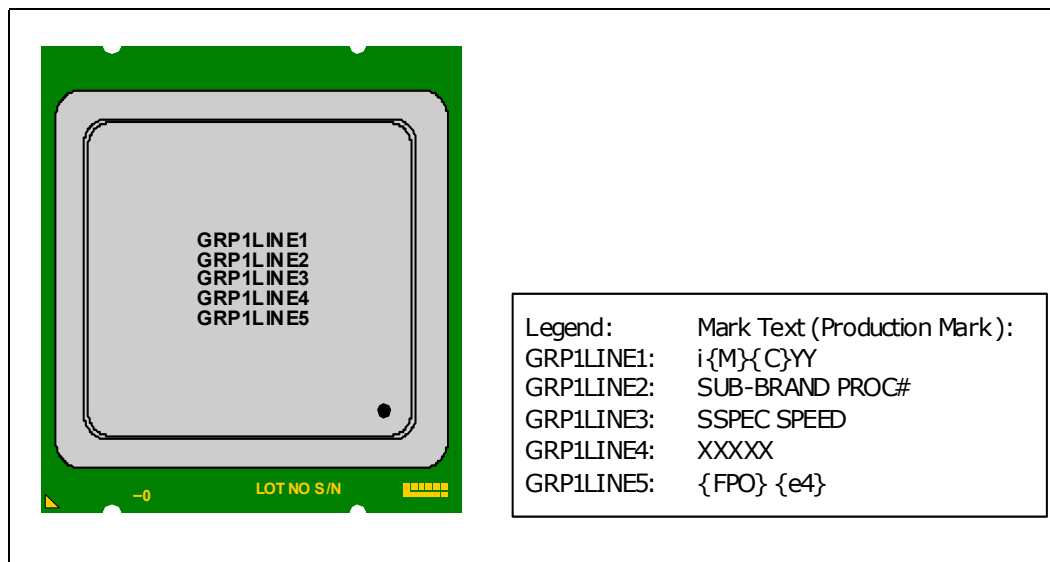 GRP1LINE1
GRP1LINE2
GRP1LINE3
GRP1LINE4
GRP1LINE5
–0
LOT NO S/N
Legend: Mark Text (Production Mark):
GRP1LINE1: i{M}{C}YY
GRP1LINE2: SUB-BRAND PROC#
GRP1LINE3: SSPEC SPEED
GRP1LINE4: XXXXX
GRP1LINE5: {FPO} {e4}